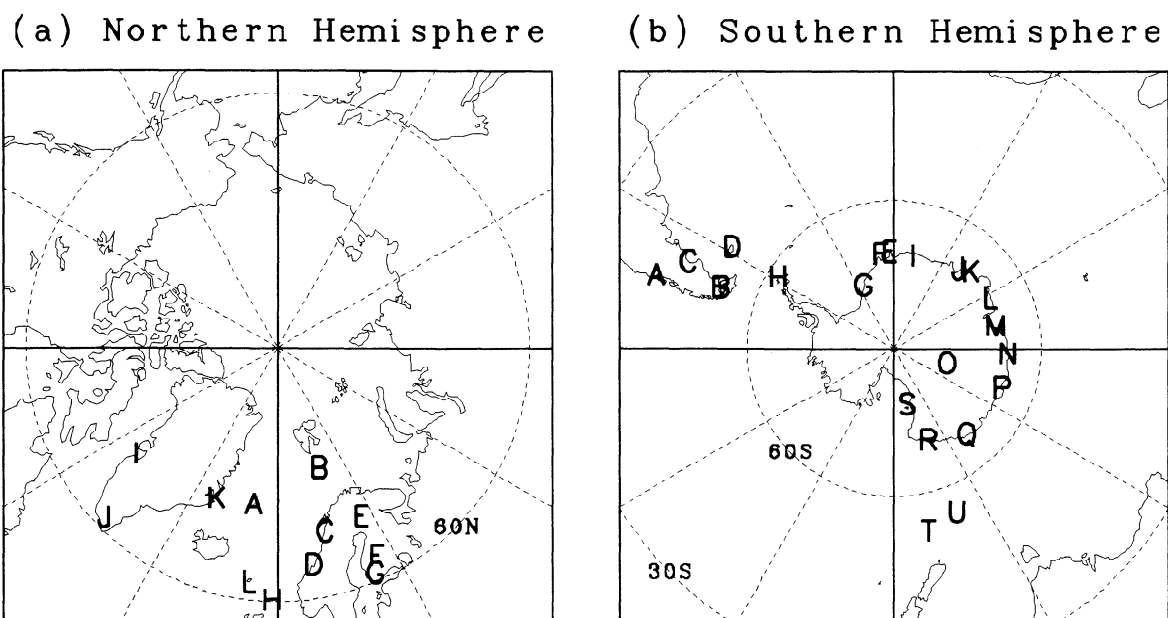 (a) Northern Hemisphere
(b) Southern Hemisphere
D
F E I
A C
H
J K
B
G
L
M
N
O
P
S
I
60S
R Q
B
K A
J
E
60N
U
C
T
F
D
G
30S
L
H